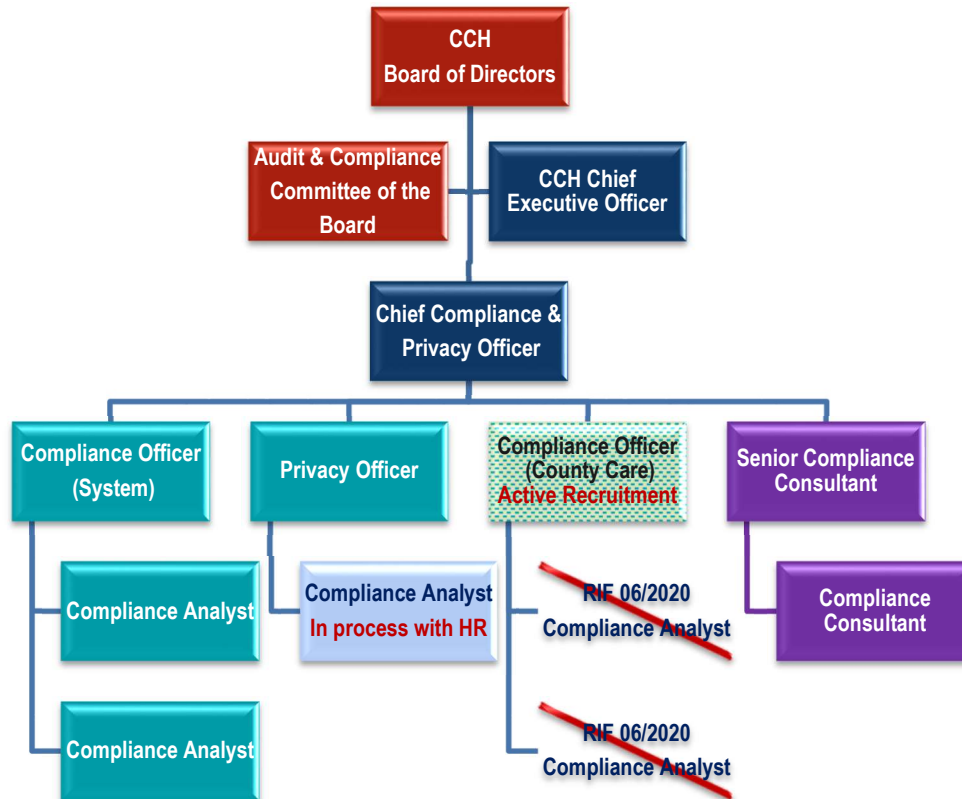 CCH
Board of Directors
Audit & Compliance
Committee of the
Board
CCH Chief
Executive Officer
Chief Compliance &
Privacy Officer
Compliance Officer
(System)
Privacy Officer
Compliance Officer
(County Care)
Active Recruitment
Senior Compliance
Consultant
Compliance Analyst
Compliance Analyst
In process with HR
RIF 06/2020
Compliance Analyst
Compliance
Consultant
Compliance Analyst
RIF 06/2020
Compliance Analyst